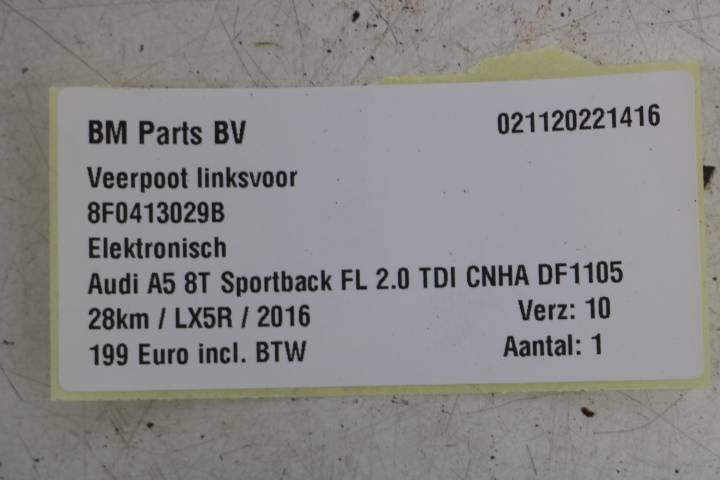 BM Parts BV 021120221416
Veerpoot linksvoor
8F0413029B
Elektronisch
Audi A5 8T Sportback FL 2.0 TDI CNHA DF1105
28km / LX5R / 2016 Verz: 10
199 Euro incl. BTW Aantal: 1